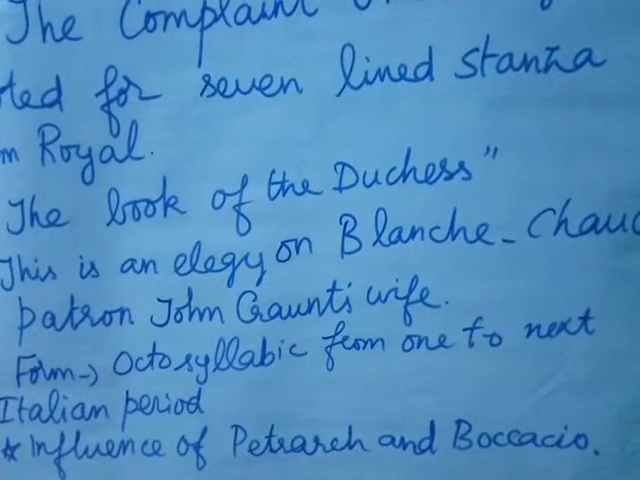 The Complaint
ted for seven lined stanza
m Royal.
The book of the Duchess"
This is an elegy on Blanche - Chauc
patron John Gaunt's wife.
Form -> Octosyllabic from one to next
Italian period
* Influence of Petrarch and Boccacio.